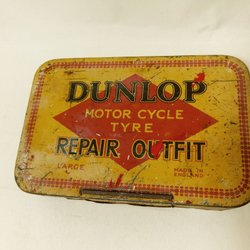 DUNLOP
MOTOR CYCLE
TYRE
REPAIR OUTFIT
LARGE
MADE IN
ENGLAND